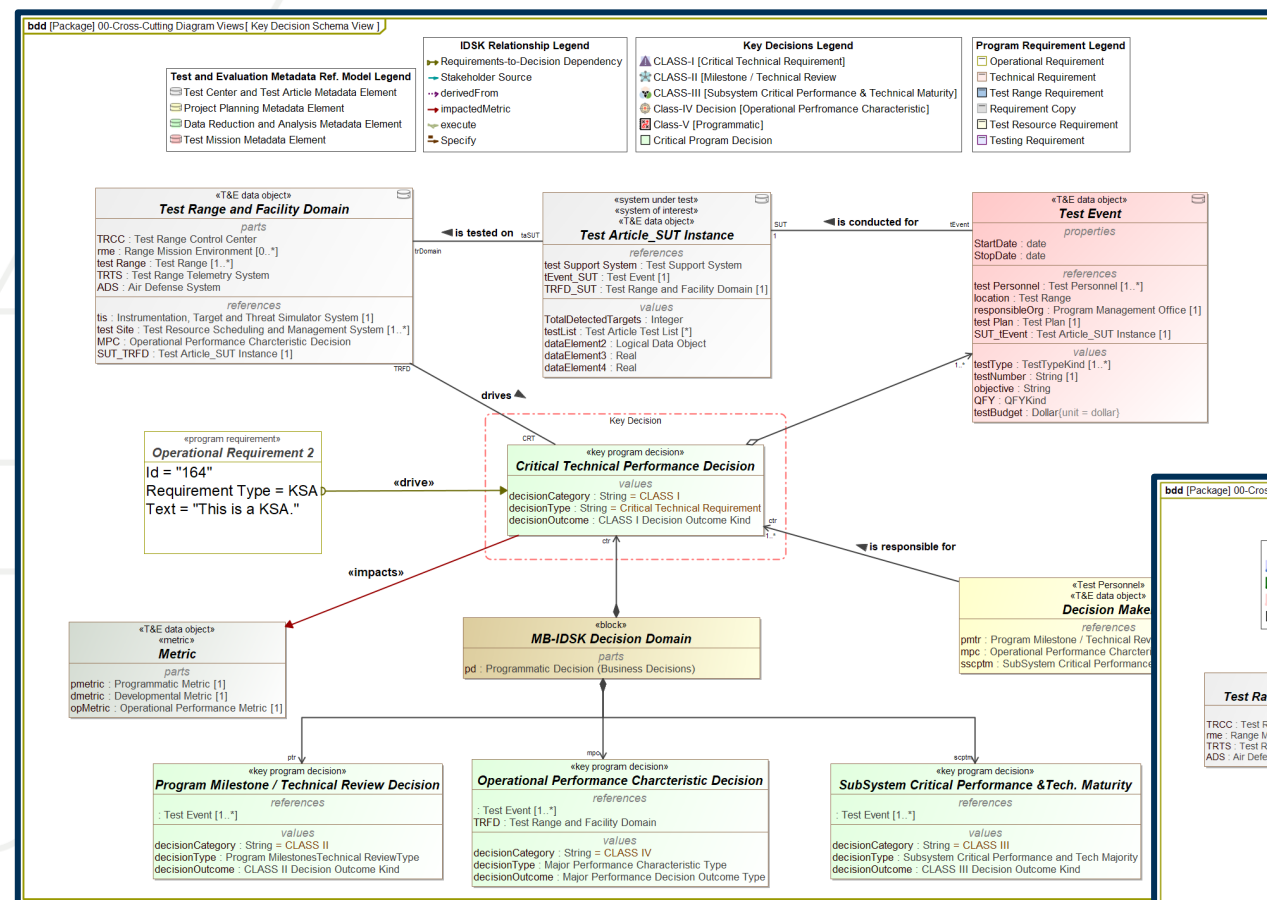 bdd [Package] 00-Cross-Cutting Diagram Views[ Key Decision Schema View ]
Test and Evaluation Metadata Ref. Model Legend
Test Center and Test Article Metadata Element
Project Planning Metadata Element
Data Reduction and Analysis Metadata Element
Test Mission Metadata Element
IDSK Relationship Legend
Requirements-to-Decision Dependency
Stakeholder Source
derivedFrom
impactedMetric
execute
Specify
Key Decisions Legend
CLASS-I [Critical Technical Requirement]
CLASS-II [Milestone / Technical Review
CLASS-III [Subsystem Critical Performance & Technical Maturity]
Class-IV Decision [Operational Perfromance Characteristic]
Class-V [Programmatic]
Critical Program Decision
Program Requirement Legend
Operational Requirement
Technical Requirement
Test Range Requirement
Requirement Copy
Test Resource Requirement
Testing Requirement
«T&E data object»
Test Range and Facility Domain
parts
TRCC : Test Range Control Center
rme : Range Mission Environment [0..*]
test Range : Test Range [1..*]
TRTS : Test Range Telemetry System
ADS : Air Defense System
references
tis : Instrumentation, Target and Threat Simulator System [1]
test Site : Test Resource Scheduling and Management System [1..*]
MPC : Operational Performance Charcteristic Decision
SUT_TRFD : Test Article_SUT Instance [1]
TRFD
is tested on
taSUT
trDomain
«system under test»
«system of interest»
«T&E data object»
Test Article_SUT Instance
references
test Support System : Test Support System
tEvent_SUT : Test Event [1]
TRFD_SUT : Test Range and Facility Domain [1]
values
TotalDetectedTargets : Integer
testList : Test Article Test List [*]
dataElement2 : Logical Data Object
dataElement3 : Real
dataElement4 : Real
SUT
1
is conducted for
tEvent
«T&E data object»
Test Event
properties
StartDate : date
StopDate : date
references
test Personnel : Test Personnel [1..*]
location : Test Range
responsibleOrg : Program Management Office [1]
test Plan : Test Plan [1]
SUT_tEvent : Test Article_SUT Instance [1]
values
testType : TestTypeKind [1..*]
testNumber : String [1]
objective : String
QFY : QFYKind
testBudget : Dollar{unit = dollar}
1..*
drives
CRT
Key Decision
«key program decision»
Critical Technical Performance Decision
values
decisionCategory : String = CLASS I
decisionType : String = Critical Technical Requirement
decisionOutcome : CLASS I Decision Outcome Kind
ctr
1..*
ctr
«program requirement»
Operational Requirement 2
Id = "164"
Requirement Type = KSA
Text = "This is a KSA."
«drive»
«impacts»
is responsible for
«T&E data object»
«metric»
Metric
parts
pmetric : Programmatic Metric [1]
dmetric : Developmental Metric [1]
opMetric : Operational Performance Metric [1]
«block»
MB-IDSK Decision Domain
parts
pd : Programmatic Decision (Business Decisions)
«Test Personnel»
«T&E data object»
Decision Make
references
pmtr : Program Milestone / Technical Rev
mpc : Operational Performance Charcter
sscptm : SubSystem Critical Performance
ptr
mpc
scptm
«key program decision»
Program Milestone / Technical Review Decision
references
: Test Event [1..*]
values
decisionCategory : String = CLASS II
decisionType : Program MilestonesTechnical ReviewType
decisionOutcome : CLASS II Decision Outcome Kind
«key program decision»
Operational Performance Charcteristic Decision
references
: Test Event [1..*]
TRFD : Test Range and Facility Domain
values
decisionCategory : String = CLASS IV
decisionType : Major Performance Characteristic Type
decisionOutcome : Major Performance Decision Outcome Type
«key program decision»
SubSystem Critical Performance &Tech. Maturity
references
: Test Event [1..*]
values
decisionCategory : String = CLASS III
decisionType : Subsystem Critical Performance and Tech Majority
decisionOutcome : CLASS III Decision Outcome Kind
bdd [Package] 00-Cros
Test Ra
TRCC : Test R
rme : Range M
TRTS : Test R
ADS : Air Defe